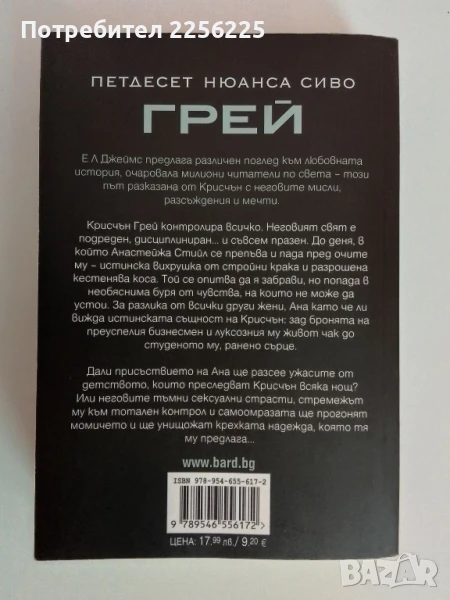 Потребител 2256225
ПЕТДЕСЕТ НЮАНСА СИВО
ГРЕЙ
Е Л Джеймс предлага различен поглед към любовната
история, очаровала милиони читатели по света – този
път разказана от Крисчън с неговите мисли,
разсъждения и мечти.
Крисчън Грей контролира всичко. Неговият свят е
подреден, дисциплиниран... и съвсем празен. До деня, в
който Анастейжа Стийл се препъва и пада пред очите
му – истинска вихрушка от стройни крака и разрошена
кестенява коса. Той се опитва да я забрави, но попада в
необяснима буря от чувства, на които не може да
устои. За разлика от всички други жени, Ана като че ли
вижда истинската същност на Крисчън: зад бронята на
преуспелия бизнесмен и луксозния му живот чак до
студеното му, ранено сърце.
Дали присъствието на Ана ще разсее ужасите от
детството, които преследват Крисчън всяка нощ?
Или неговите тъмни сексуални страсти, стремежът
му към тотален контрол и самоомразата ще прогонят
момичето и ще унищожат крехката надежда, която тя
му предлага...
www.bard.bg
ISBN 978-954-655-617-2
9 789546 556172 >
ЦЕНА: 17,99 лв./ 9,20 €
BAZAR